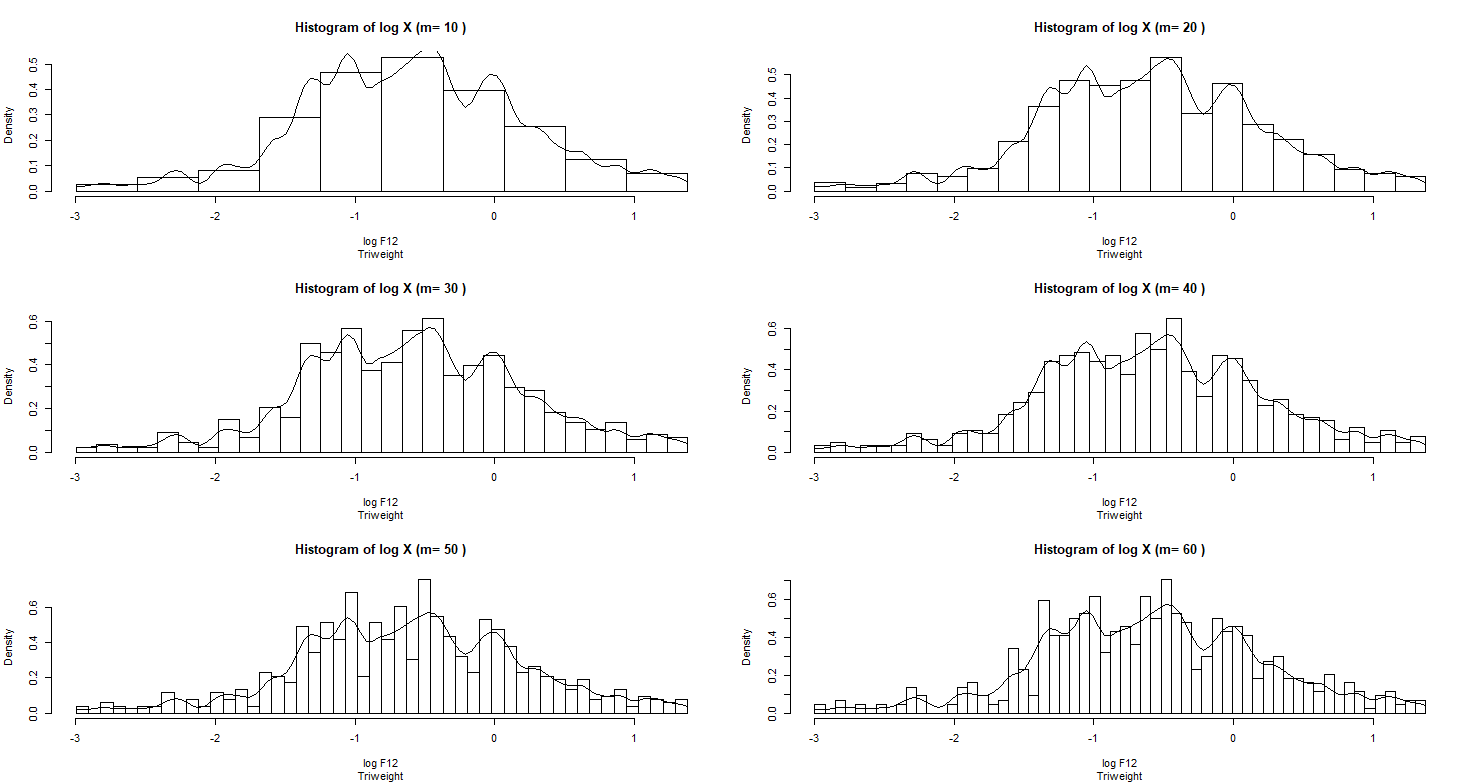 Histogram of log X (m= 10 )
Density
0.0 0.1 0.2 0.3 0.4 0.5
-3 -2 -1 0 1
log F12
Triweight
Histogram of log X (m= 20 )
Density
0.0 0.1 0.2 0.3 0.4 0.5
-3 -2 -1 0 1
log F12
Triweight
Histogram of log X (m= 30 )
Density
0.0 0.2 0.4 0.6
-3 -2 -1 0 1
log F12
Triweight
Histogram of log X (m= 40 )
Density
0.0 0.2 0.4 0.6
-3 -2 -1 0 1
log F12
Triweight
Histogram of log X (m= 50 )
Density
0.0 0.2 0.4 0.6
-3 -2 -1 0 1
log F12
Triweight
Histogram of log X (m= 60 )
Density
0.0 0.2 0.4 0.6
-3 -2 -1 0 1
log F12
Triweight